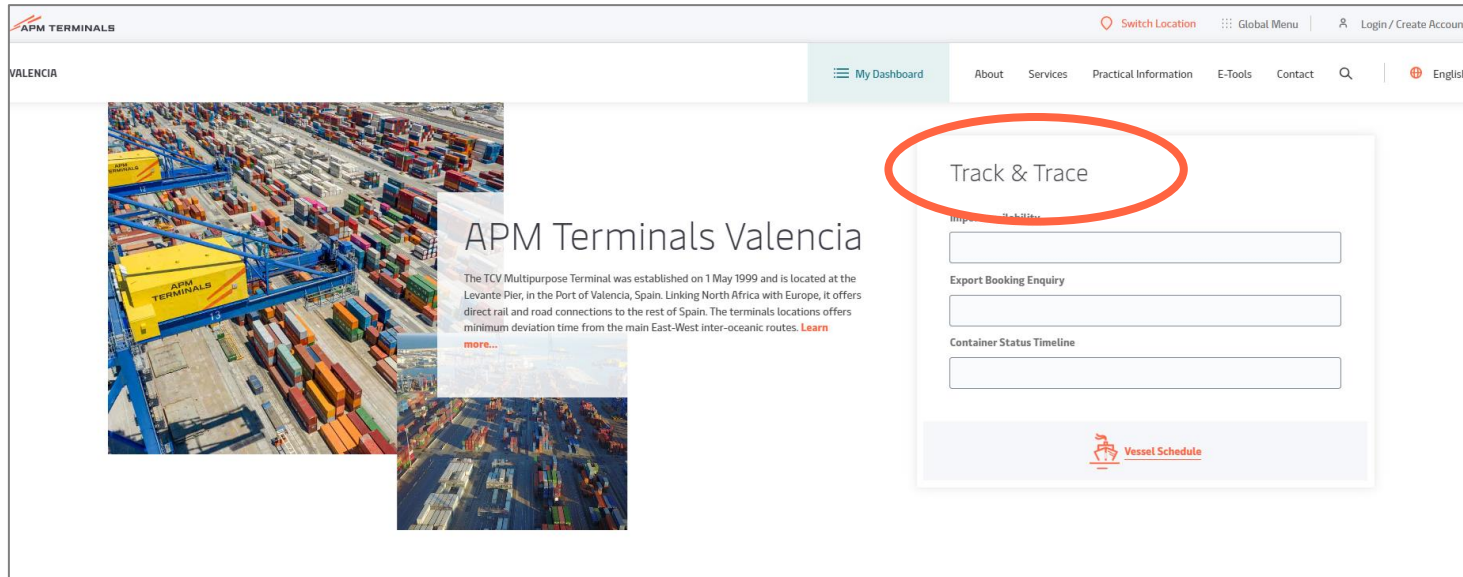 APM TERMINALS
Switch Location
Global Menu
Login / Create Accoun
VALENCIA
My Dashboard
About
Services
Practical Information
E-Tools
Contact
English
APM
TERMINALS
13
APM
TERMINALS
APM Terminals Valencia
The TCV Multipurpose Terminal was established on 1 May 1999 and is located at the
Levante Pier, in the Port of Valencia, Spain. Linking North Africa with Europe, it offers
direct rail and road connections to the rest of Spain. The terminals locations offers
minimum deviation time from the main East-West inter-oceanic routes. Learn
more...
Track & Trace
Export Booking Enquiry
Container Status Timeline
Vessel Schedule